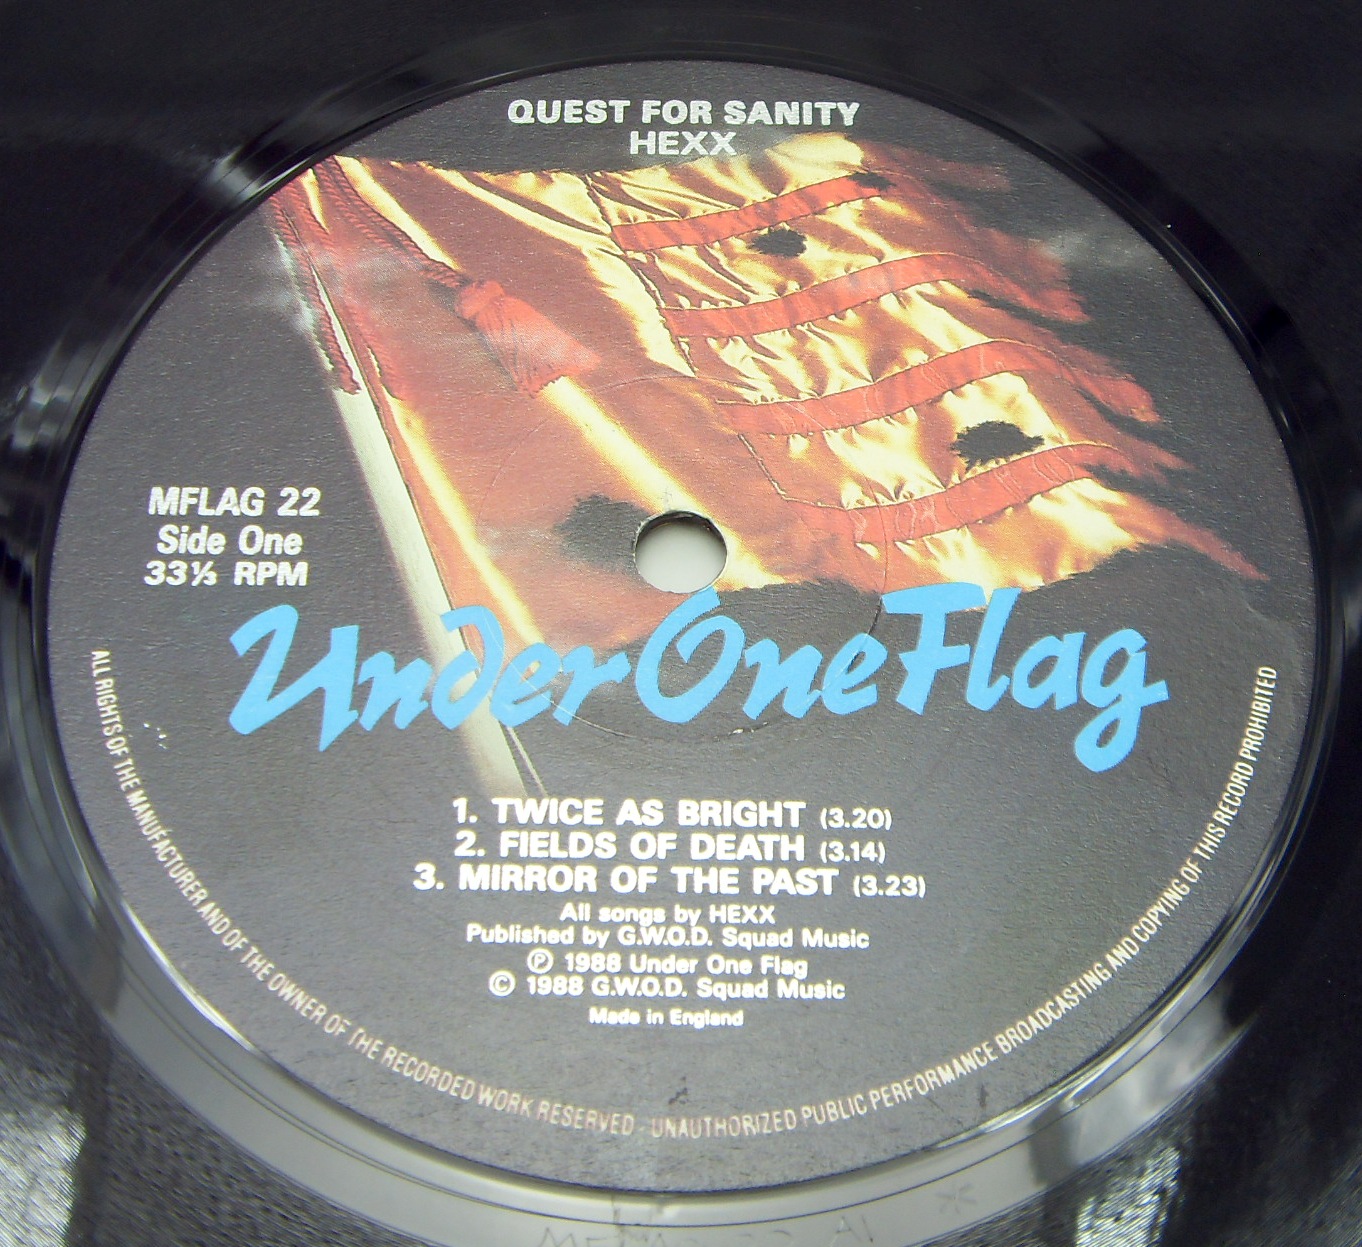 QUEST FOR SANITY
HEXX
MFLAG 22
Side One
33⅓ RPM
Under One Flag
1. TWICE AS BRIGHT (3.20)
2. FIELDS OF DEATH (3.14)
3. MIRROR OF THE PAST (3.23)
All songs by HEXX
Published by G.W.O.D. Squad Music
℗ 1988 Under One Flag
© 1988 G.W.O.D. Squad Music
Made in England
ALL RIGHTS OF THE MANUFACTURER AND OF THE OWNER OF THE RECORDED WORK RESERVED - UNAUTHORIZED PUBLIC PERFORMANCE BROADCASTING AND COPYING OF THIS RECORD PROHIBITED